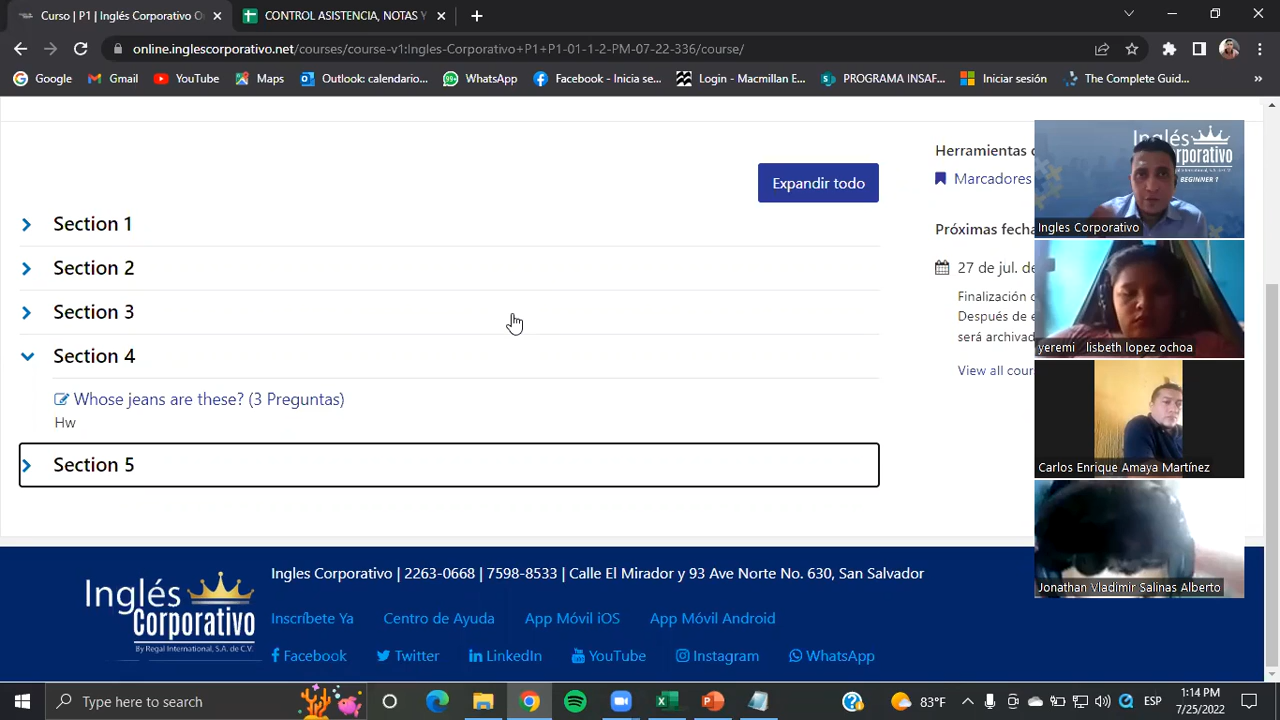 Curso | P1 | Inglés Corporativo O
CONTROL ASISTENCIA, NOTAS Y
online.inglescorporativo.net/courses/course-v1:Ingles-Corporativo+P1+P1-01-1-2-PM-07-22-336/course/
Google
Gmail
YouTube
Maps
Outlook: calendario...
WhatsApp
Facebook - Inicia se...
Login - Macmillan E...
PROGRAMA INSAF...
Iniciar sesión
The Complete Guid...
Expandir todo
Section 1
Section 2
Section 3
Section 4
Whose jeans are these? (3 Preguntas)
Hw
Section 5
Herramientas
Marcadores
Próximas fecha
27 de jul. de
Finalización
Después de e
será archivad
View all cour
Inglés
Corporativo
BEGINNER 1
Ingles Corporativo
yeremi lisbeth lopez ochoa
Carlos Enrique Amaya Martínez
Jonathan Vladimir Salinas Alberto
Inglés
Corporativo
By Regal International, S.A. de C.V.
Ingles Corporativo | 2263-0668 | 7598-8533 | Calle El Mirador y 93 Ave Norte No. 630, San Salvador
Inscríbete Ya
Centro de Ayuda
App Móvil iOS
App Móvil Android
Facebook
Twitter
LinkedIn
YouTube
Instagram
WhatsApp
Type here to search
83°F
ESP
1:14 PM
7/25/2022